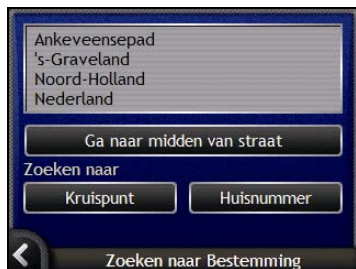 Ankeveensepad
's-Graveland
Noord-Holland
Nederland
Ga naar midden van straat
Zoeken naar
Kruispunt Huisnummer
Zoeken naar Bestemming